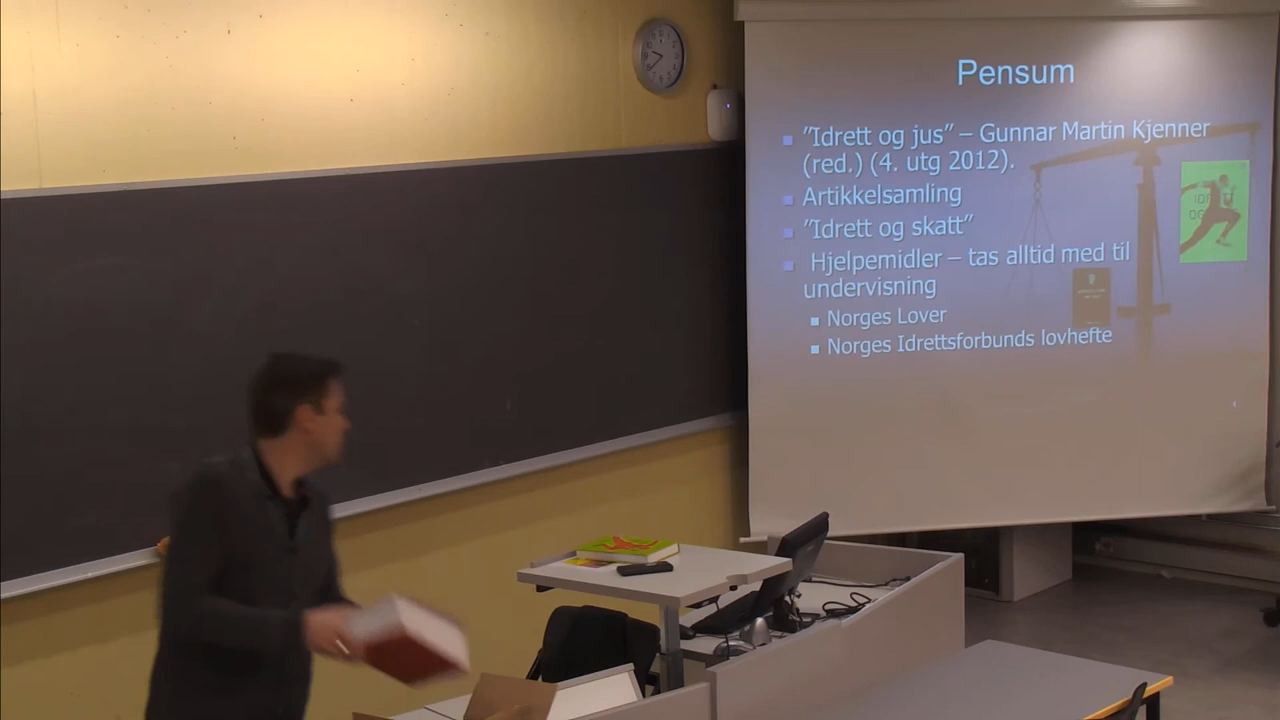 Pensum
”Idrett og jus” – Gunnar Martin Kjenner
(red.) (4. utg 2012).
Artikkelsamling
”Idrett og skatt”
Hjelpemidler – tas alltid med til
undervisning
Norges Lover
Norges Idrettsforbunds lovhefte